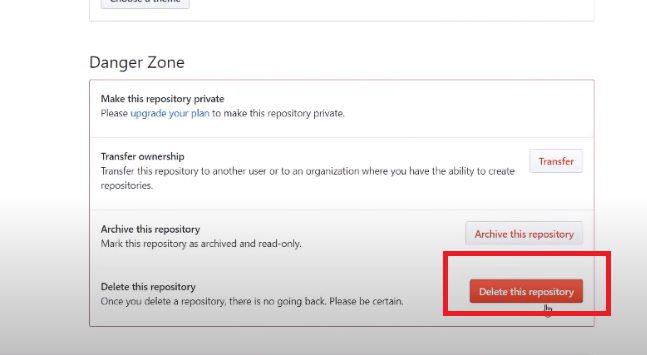 Choose a theme
Danger Zone
Make this repository private
Please upgrade your plan to make this repository private.
Transfer ownership
Transfer this repository to another user or to an organization where you have the ability to create
repositories.
Transfer
Archive this repository
Mark this repository as archived and read-only.
Archive this repository
Delete this repository
Once you delete a repository, there is no going back. Please be certain.
Delete this repository